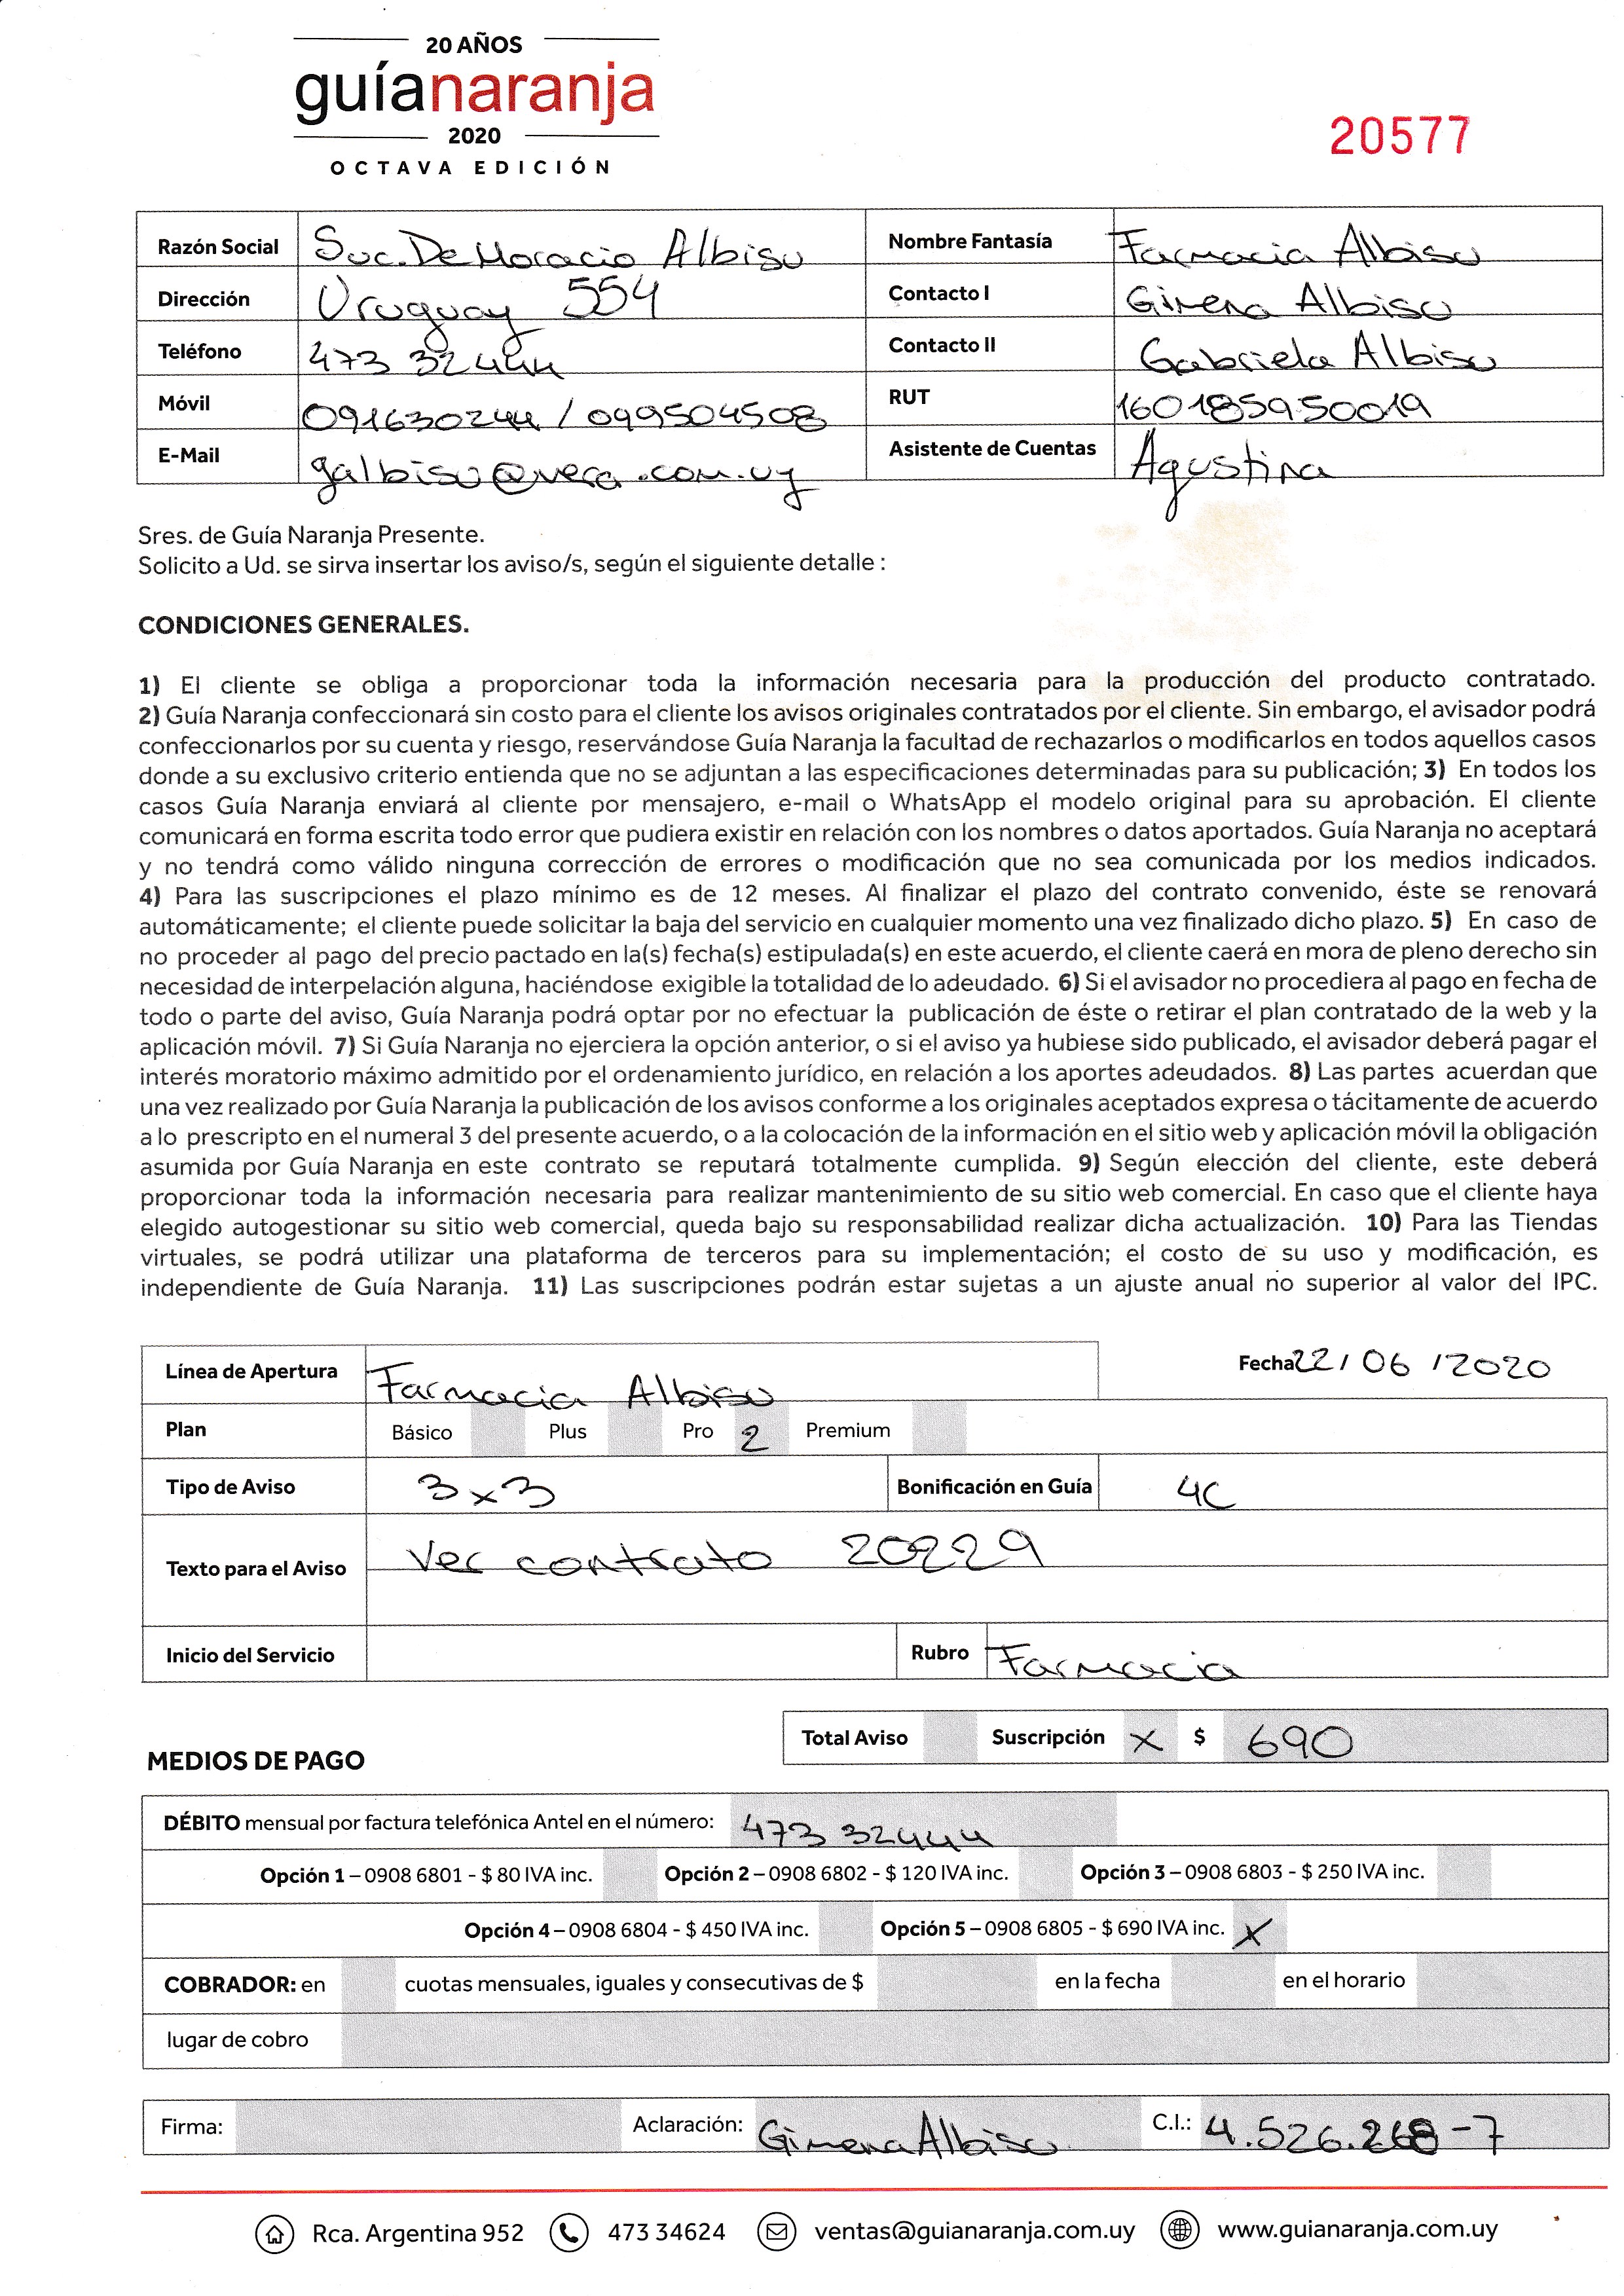 20 AÑOS
guíanaranja
2020
OCTAVA EDICIÓN
20577
Razón Social Suc. De Horacio Albisu Nombre Fantasía Farmacia Albisu
Dirección Uruguay 554 Contacto I Gimena Albisu
Teléfono 473 32444 Contacto II Gabriela Albisu
Móvil 091630244 / 099504508 RUT 160185950019
E-Mail galbisu@vera.com.uy Asistente de Cuentas Agustina
Sres. de Guía Naranja Presente.
Solicito a Ud. se sirva insertar los aviso/s, según el siguiente detalle :
CONDICIONES GENERALES.
1) El cliente se obliga a proporcionar toda la información necesaria para la producción del producto contratado.
2) Guía Naranja confeccionará sin costo para el cliente los avisos originales contratados por el cliente. Sin embargo, el avisador podrá
confeccionarlos por su cuenta y riesgo, reservándose Guía Naranja la facultad de rechazarlos o modificarlos en todos aquellos casos
donde a su exclusivo criterio entienda que no se adjuntan a las especificaciones determinadas para su publicación; 3) En todos los
casos Guía Naranja enviará al cliente por mensajero, e-mail o WhatsApp el modelo original para su aprobación. El cliente
comunicará en forma escrita todo error que pudiera existir en relación con los nombres o datos aportados. Guía Naranja no aceptará
y no tendrá como válido ninguna corrección de errores o modificación que no sea comunicada por los medios indicados.
4) Para las suscripciones el plazo mínimo es de 12 meses. Al finalizar el plazo del contrato convenido, éste se renovará
automáticamente; el cliente puede solicitar la baja del servicio en cualquier momento una vez finalizado dicho plazo. 5) En caso de
no proceder al pago del precio pactado en la(s) fecha(s) estipulada(s) en este acuerdo, el cliente caerá en mora de pleno derecho sin
necesidad de interpelación alguna, haciéndose exigible la totalidad de lo adeudado. 6) Si el avisador no procediera al pago en fecha de
todo o parte del aviso, Guía Naranja podrá optar por no efectuar la publicación de éste o retirar el plan contratado de la web y la
aplicación móvil. 7) Si Guía Naranja no ejerciera la opción anterior, o si el aviso ya hubiese sido publicado, el avisador deberá pagar el
interés moratorio máximo admitido por el ordenamiento jurídico, en relación a los aportes adeudados. 8) Las partes acuerdan que
una vez realizado por Guía Naranja la publicación de los avisos conforme a los originales aceptados expresa o tácitamente de acuerdo
a lo prescripto en el numeral 3 del presente acuerdo, o a la colocación de la información en el sitio web y aplicación móvil la obligación
asumida por Guía Naranja en este contrato se reputará totalmente cumplida. 9) Según elección del cliente, este deberá
proporcionar toda la información necesaria para realizar mantenimiento de su sitio web comercial. En caso que el cliente haya
elegido autogestionar su sitio web comercial, queda bajo su responsabilidad realizar dicha actualización. 10) Para las Tiendas
virtuales, se podrá utilizar una plataforma de terceros para su implementación; el costo de su uso y modificación, es
independiente de Guía Naranja. 11) Las suscripciones podrán estar sujetas a un ajuste anual no superior al valor del IPC.
Línea de Apertura Farmacia Albisu Fecha 22/ 06 /2020
Plan Básico Plus Pro 2 Premium
Tipo de Aviso 3x3 Bonificación en Guía 4C
Texto para el Aviso Ver contrato 20229
Inicio del Servicio Rubro Farmacia
Total Aviso Suscripción X $ 690
MEDIOS DE PAGO
DÉBITO mensual por factura telefónica Antel en el número: 473 32444
Opción 1 – 0908 6801 - $ 80 IVA inc. Opción 2 – 0908 6802 - $ 120 IVA inc. Opción 3 – 0908 6803 - $ 250 IVA inc.
Opción 4 – 0908 6804 - $ 450 IVA inc. Opción 5 – 0908 6805 - $ 690 IVA inc. X
COBRADOR: en cuotas mensuales, iguales y consecutivas de $ en la fecha en el horario
lugar de cobro
Firma: Aclaración: Gimena Albisu C.I.: 4.526.268-7
Rca. Argentina 952 473 34624 ventas@guianaranja.com.uy www.guianaranja.com.uy